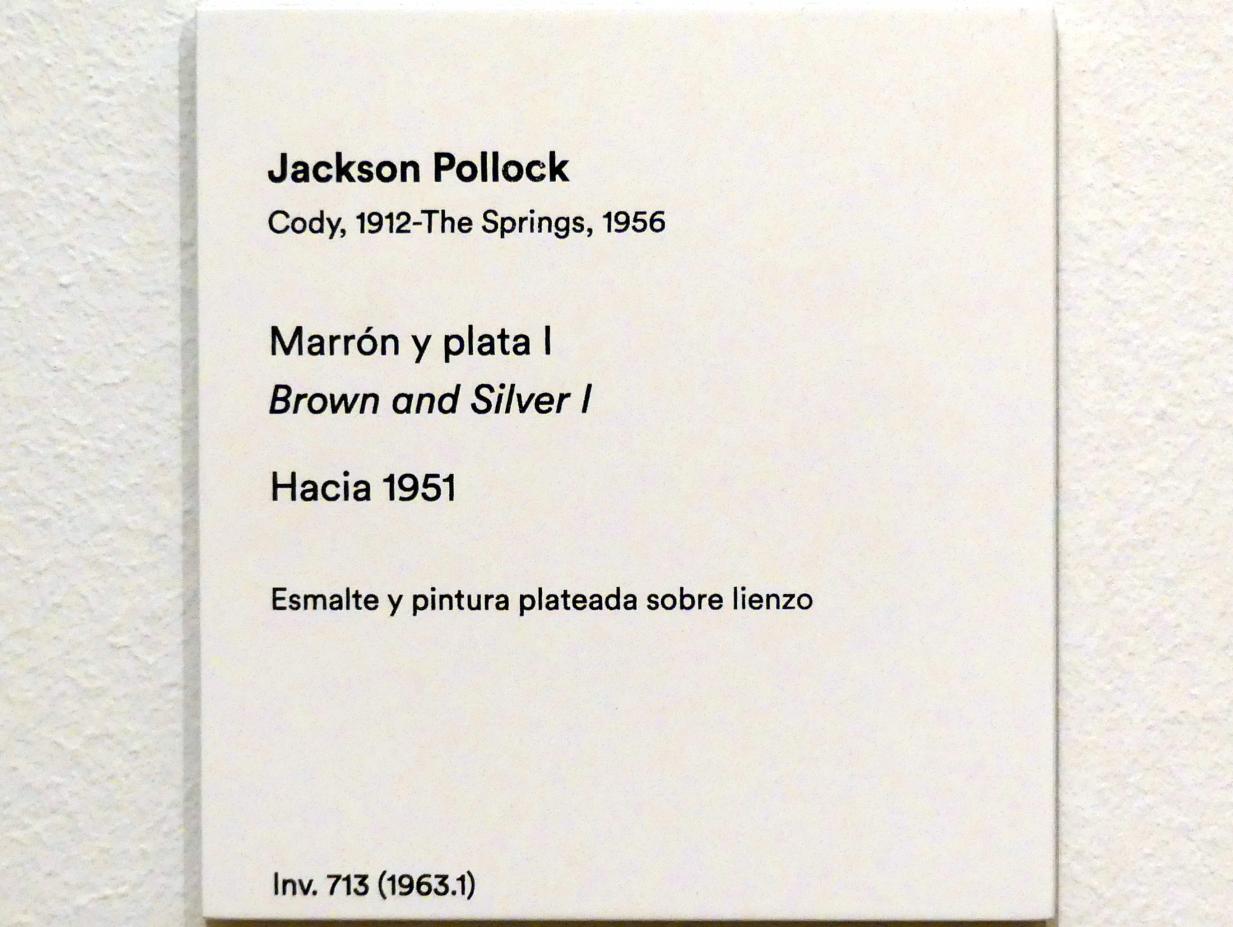 Jackson Pollock
Cody, 1912-The Springs, 1956
Marrón y plata I
Brown and Silver I
Hacia 1951
Esmalte y pintura plateada sobre lienzo
Inv. 713 (1963.1)